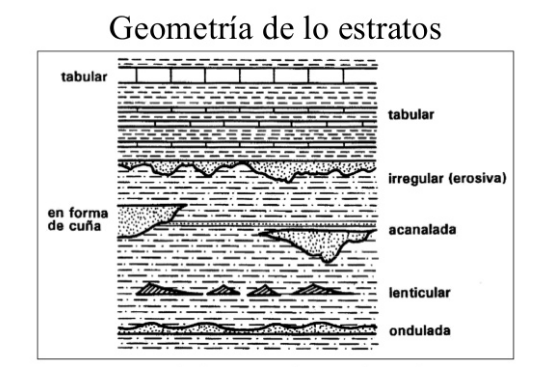 Geometría de lo estratos
tabular
tabular
irregular (erosiva)
en forma
de cuña
acanalada
lenticular
ondulada